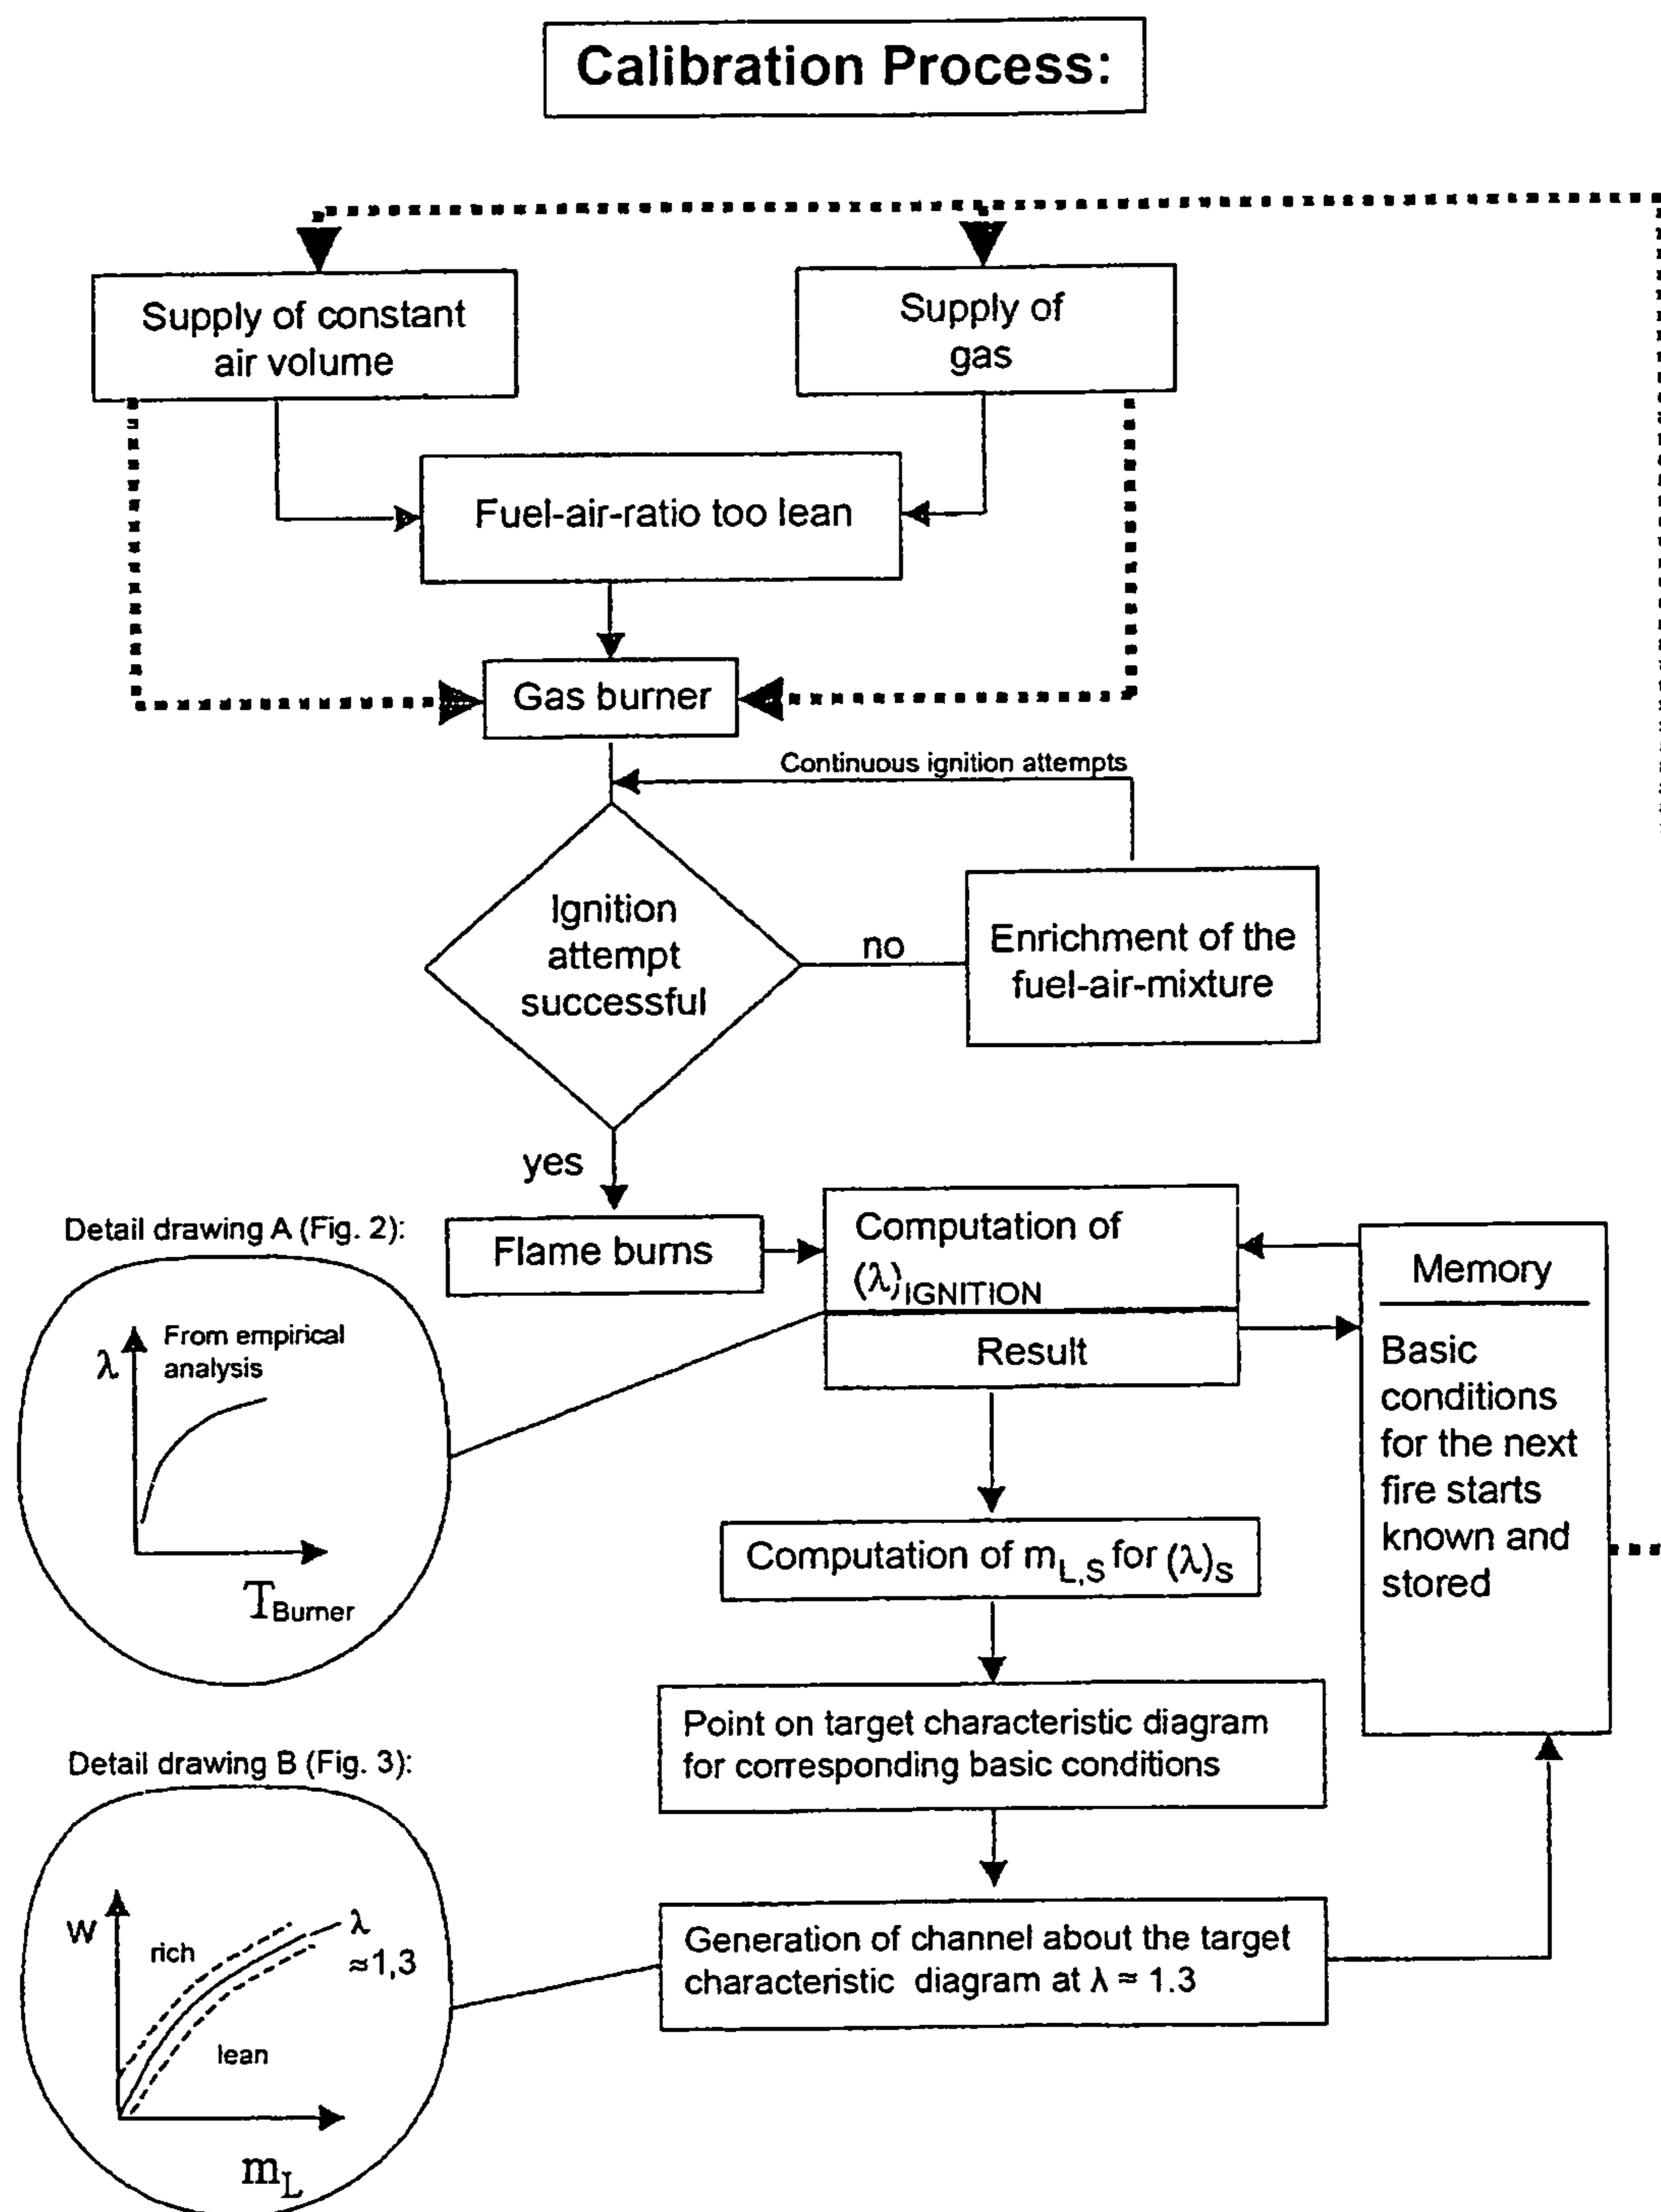 Calibration Process:
Supply of constant
air volume
Supply of
gas
Fuel-air-ratio too lean
Gas burner
Continuous ignition attempts
Ignition
attempt
successful
no
Enrichment of the
fuel-air-mixture
yes
Flame burns
Computation of
(λ)IGNITION
Result
Memory
Basic
conditions
for the next
fire starts
known and
stored
Detail drawing A (Fig. 2):
From empirical
analysis
λ
TBurner
Computation of mL,S for (λ)S
Point on target characteristic diagram
for corresponding basic conditions
Detail drawing B (Fig. 3):
W
rich
λ
≈1,3
lean
mL
Generation of channel about the target
characteristic diagram at λ ≈ 1.3